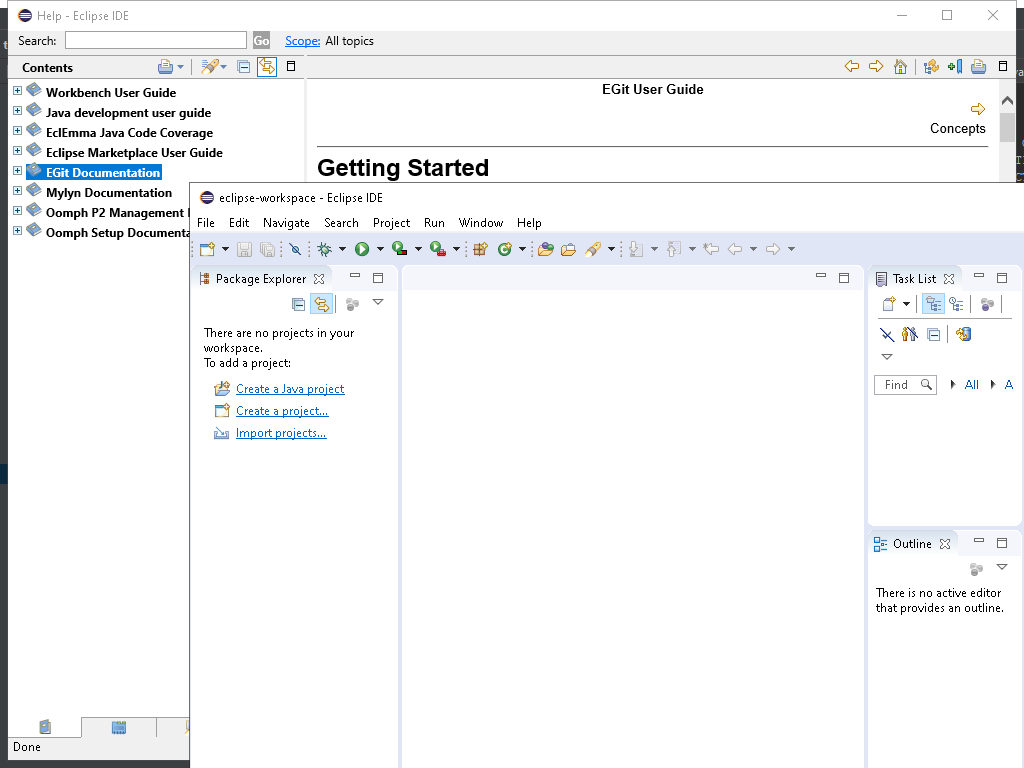 Help - Eclipse IDE
Search:
Go
Scope: All topics
Contents
Workbench User Guide
Java development user guide
EclEmma Java Code Coverage
Eclipse Marketplace User Guide
EGit Documentation
Mylyn Documentation
Oomph P2 Management
Oomph Setup Documenta
EGit User Guide
Concepts
Getting Started
eclipse-workspace - Eclipse IDE
File Edit Navigate Search Project Run Window Help
Package Explorer
There are no projects in your
workspace.
To add a project:
Create a Java project
Create a project...
Import projects...
Task List
Find
All
A
Outline
There is no active editor
that provides an outline.
Done